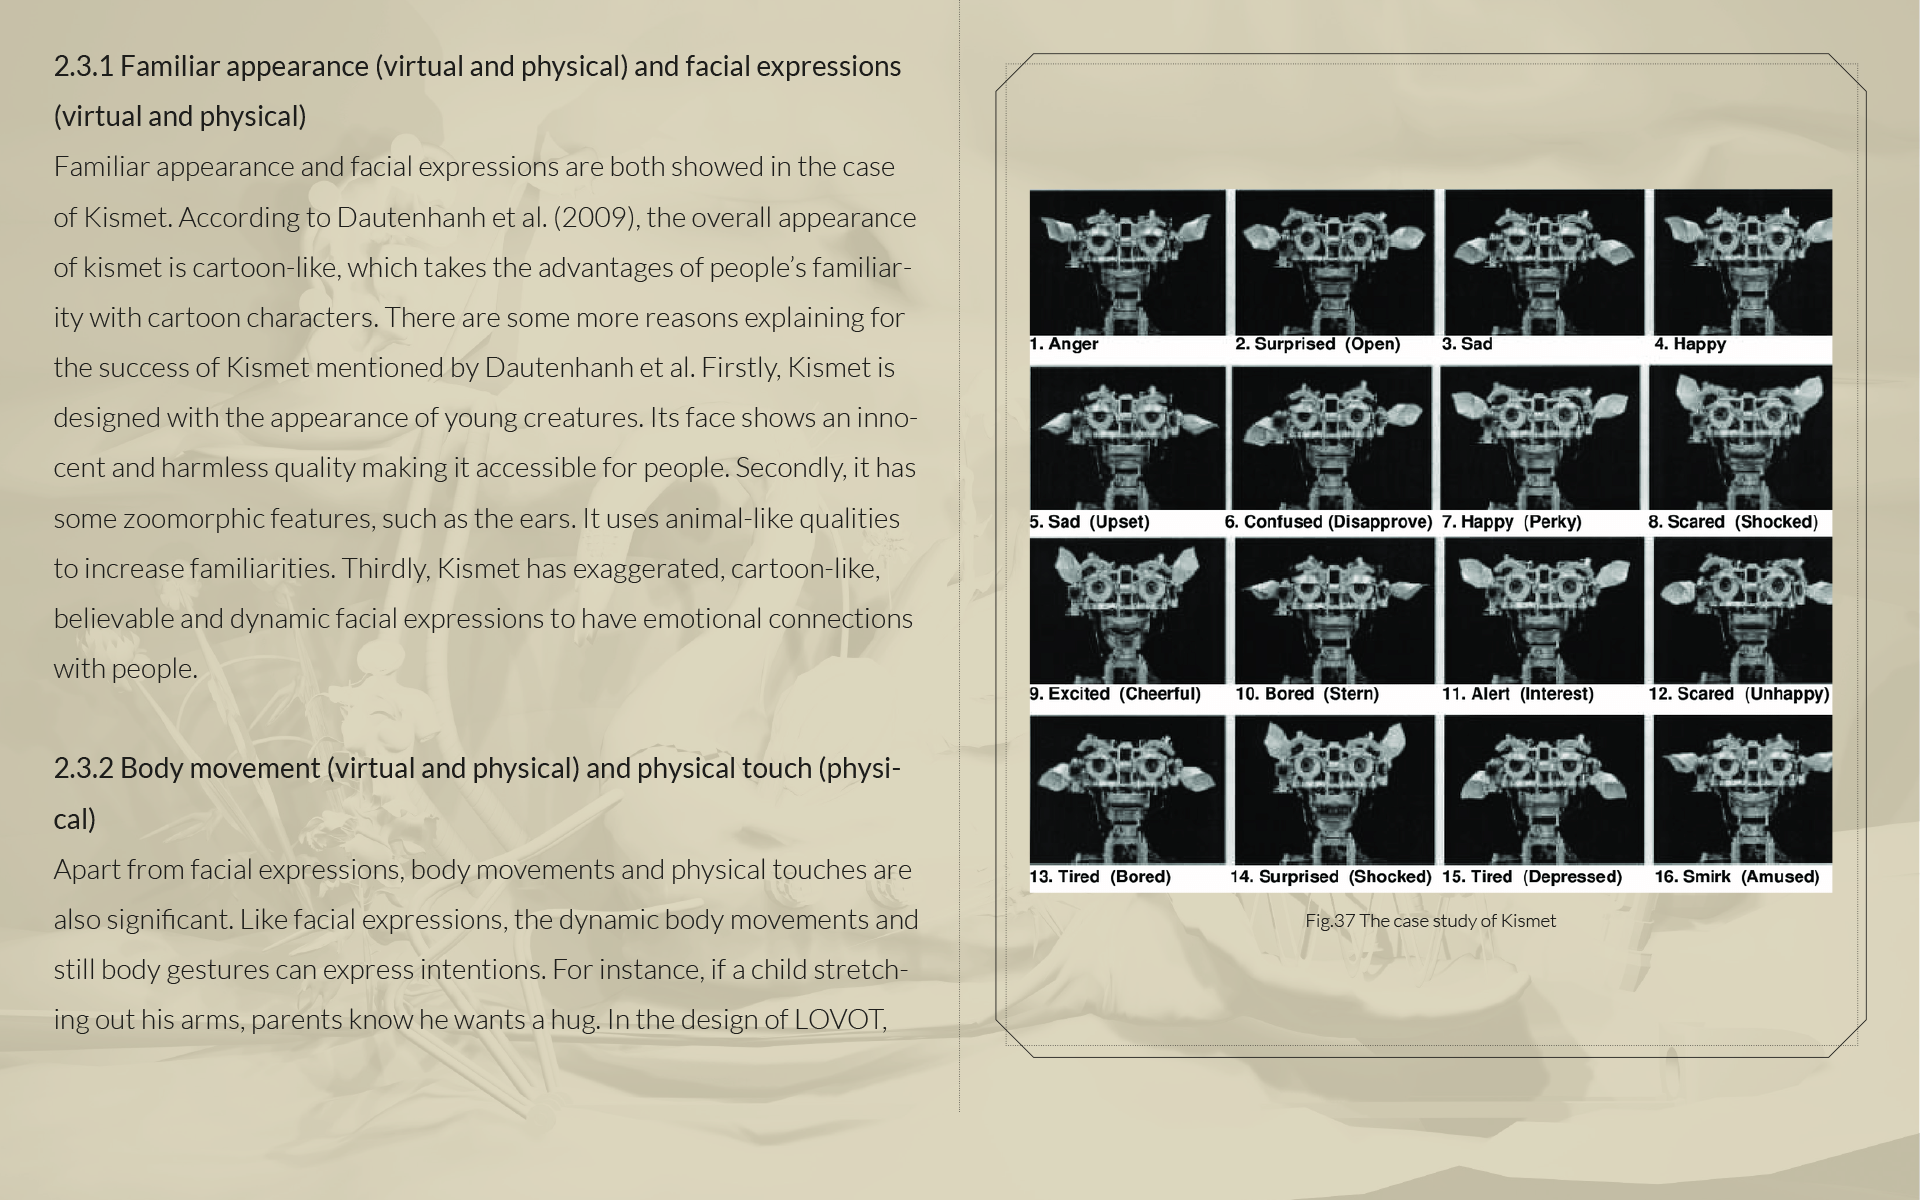 2.3.1 Familiar appearance (virtual and physical) and facial expressions
(virtual and physical)
Familiar appearance and facial expressions are both showed in the case
of Kismet. According to Dautenhanh et al. (2009), the overall appearance
of kismet is cartoon-like, which takes the advantages of people’s familiar-
ity with cartoon characters. There are some more reasons explaining for
the success of Kismet mentioned by Dautenhanh et al. Firstly, Kismet is
designed with the appearance of young creatures. Its face shows an inno-
cent and harmless quality making it accessible for people. Secondly, it has
some zoomorphic features, such as the ears. It uses animal-like qualities
to increase familiarities. Thirdly, Kismet has exaggerated, cartoon-like,
believable and dynamic facial expressions to have emotional connections
with people.
2.3.2 Body movement (virtual and physical) and physical touch (physi-
cal)
Apart from facial expressions, body movements and physical touches are
also significant. Like facial expressions, the dynamic body movements and
still body gestures can express intentions. For instance, if a child stretch-
ing out his arms, parents know he wants a hug. In the design of LOVOT,
1. Anger 2. Surprised (Open) 3. Sad 4. Happy
5. Sad (Upset) 6. Confused (Disapprove) 7. Happy (Perky) 8. Scared (Shocked)
9. Excited (Cheerful) 10. Bored (Stern) 11. Alert (Interest) 12. Scared (Unhappy)
13. Tired (Bored) 14. Surprised (Shocked) 15. Tired (Depressed) 16. Smirk (Amused)
Fig.37 The case study of Kismet